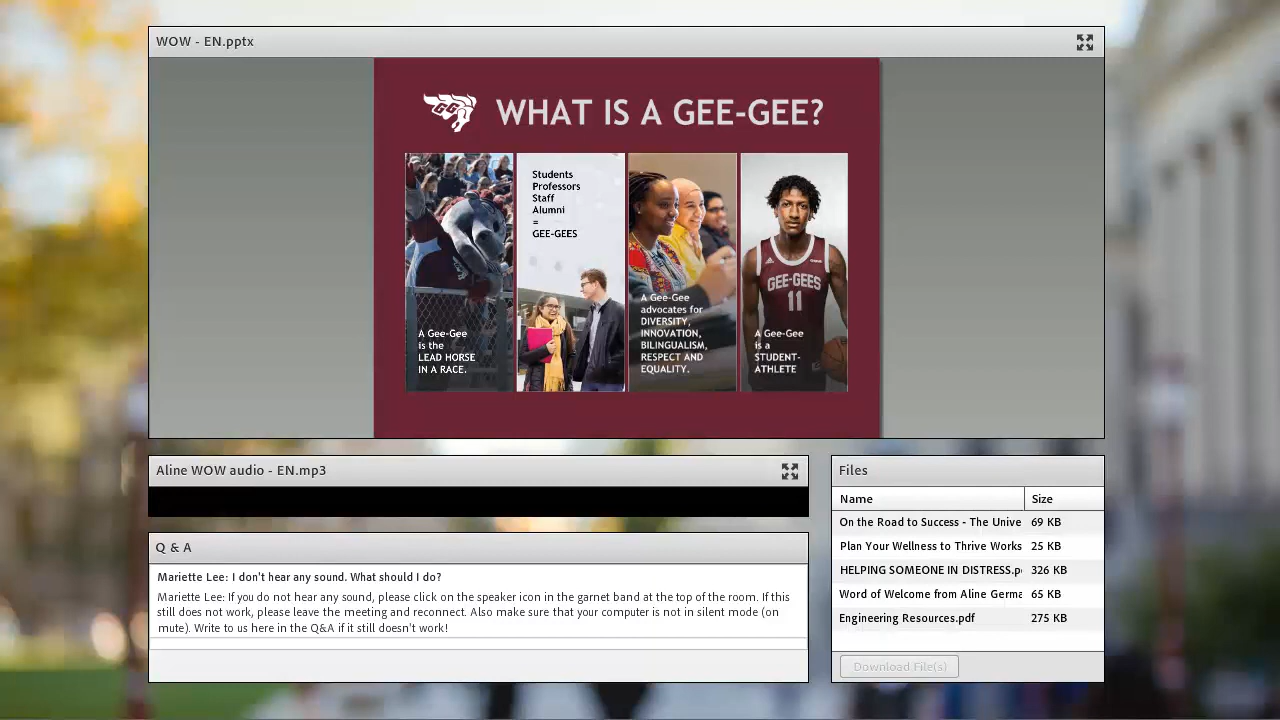 WOW - EN.pptx
WHAT IS A GEE-GEE?
A Gee-Gee
is the
LEAD HORSE
IN A RACE.
Students
Professors
Staff
Alumni
=
GEE-GEES
A Gee-Gee
advocates for
DIVERSITY,
INNOVATION,
BILINGUALISM,
RESPECT AND
EQUALITY.
GEE-GEES
11
A Gee-Gee
is a
STUDENT-
ATHLETE
Aline WOW audio - EN.mp3
Q & A
Mariette Lee: I don't hear any sound. What should I do?
Mariette Lee: If you do not hear any sound, please click on the speaker icon in the garnet band at the top of the room. If this
still does not work, please leave the meeting and reconnect. Also make sure that your computer is not in silent mode (on
mute). Write to us here in the Q&A if it still doesn't work!
Files
Name Size
On the Road to Success - The Unive 69 KB
Plan Your Wellness to Thrive Works 25 KB
HELPING SOMEONE IN DISTRESS.p 326 KB
Word of Welcome from Aline Germa 65 KB
Engineering Resources.pdf 275 KB
Download File(s)